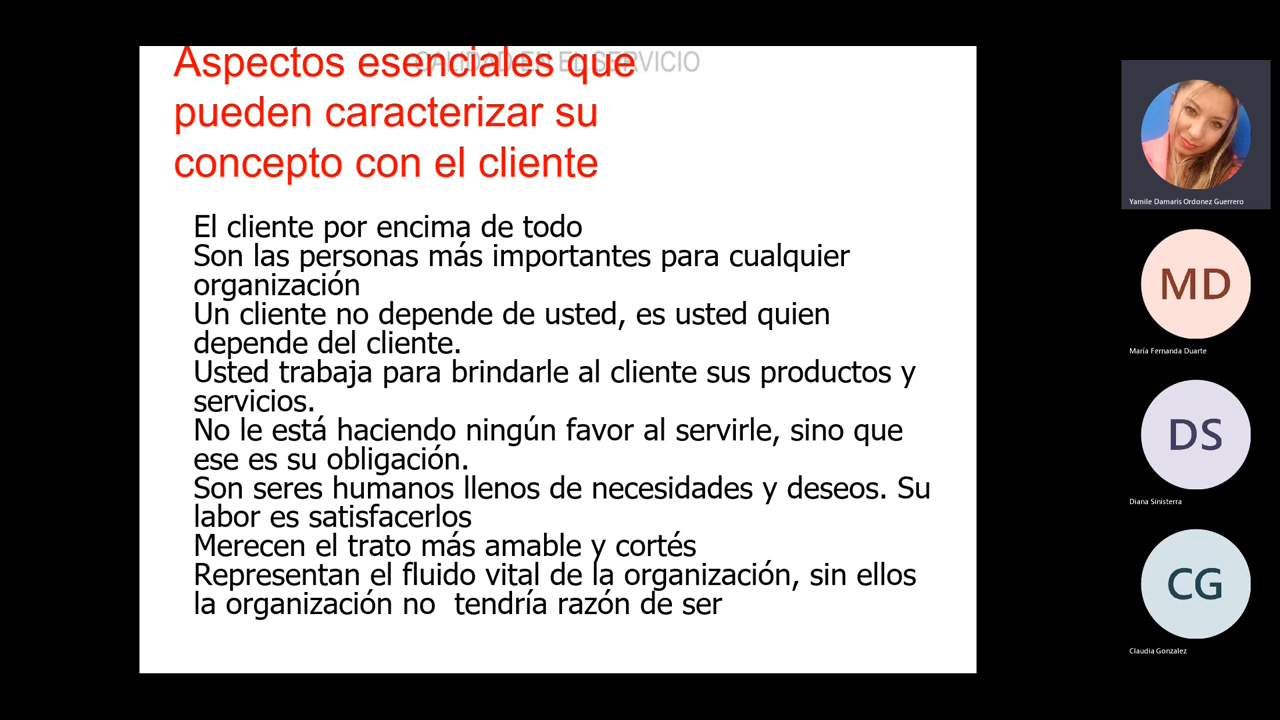 CALIDAD EN EL SERVICIO
Aspectos esenciales que
pueden caracterizar su
concepto con el cliente
El cliente por encima de todo
Son las personas más importantes para cualquier
organización
Un cliente no depende de usted, es usted quien
depende del cliente.
Usted trabaja para brindarle al cliente sus productos y
servicios.
No le está haciendo ningún favor al servirle, sino que
ese es su obligación.
Son seres humanos llenos de necesidades y deseos. Su
labor es satisfacerlos
Merecen el trato más amable y cortés
Representan el fluido vital de la organización, sin ellos
la organización no  tendría razón de ser
Yamile Damaris Ordonez Guerrero
MD
María Fernanda Duarte
DS
Diana Sinisterra
CG
Claudia Gonzalez